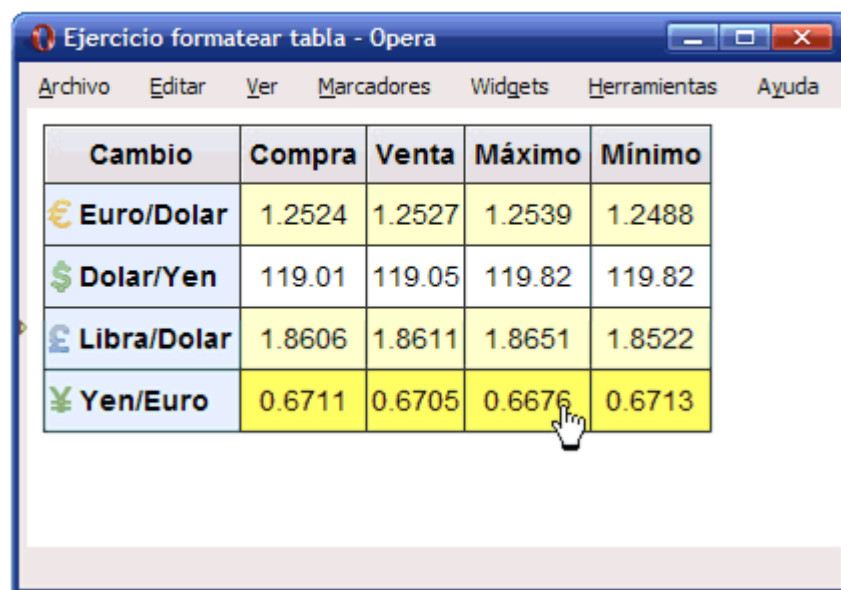 Ejercicio formatear tabla - Opera
Archivo Editar Ver Marcadores Widgets Herramientas Ayuda
Cambio Compra Venta Máximo Mínimo
€ Euro/Dolar 1.2524 1.2527 1.2539 1.2488
$ Dolar/Yen 119.01 119.05 119.82 119.82
£ Libra/Dolar 1.8606 1.8611 1.8651 1.8522
¥ Yen/Euro 0.6711 0.6705 0.6676 0.6713